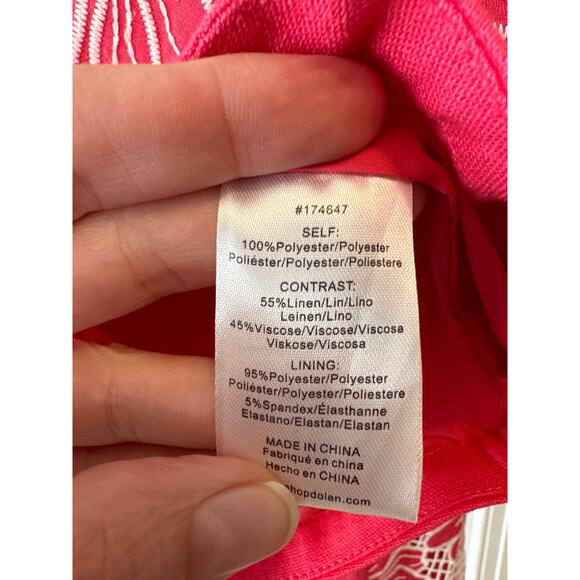 #174647
SELF:
100%Polyester/Polyester
Poliéster/Polyester/Poliestere
CONTRAST:
55%Linen/Lin/Lino
Leinen/Lino
45%Viscose/Viscose/Viscosa
Viskose/Viscosa
LINING:
95%Polyester/Polyester
Poliéster/Polyester/Poliestere
5%Spandex/Élasthanne
Elastano/Elastan/Elastan
MADE IN CHINA
Fabriqué en china
Hecho en china
hopdolan.com